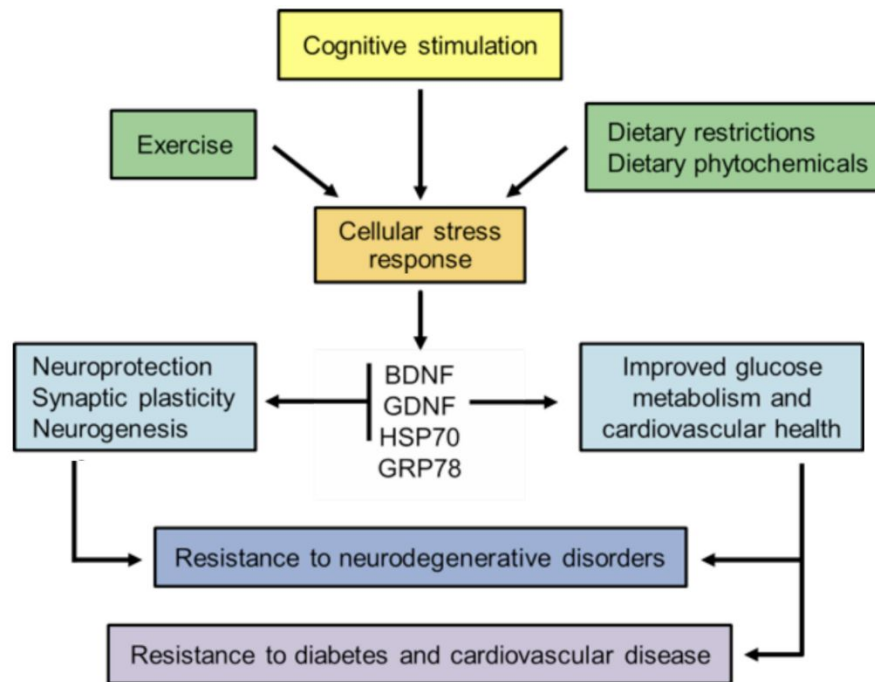 Cognitive stimulation
Exercise
Dietary restrictions
Dietary phytochemicals
Cellular stress
response
Neuroprotection
Synaptic plasticity
Neurogenesis
BDNF
GDNF
HSP70
GRP78
Improved glucose
metabolism and
cardiovascular health
Resistance to neurodegenerative disorders
Resistance to diabetes and cardiovascular disease